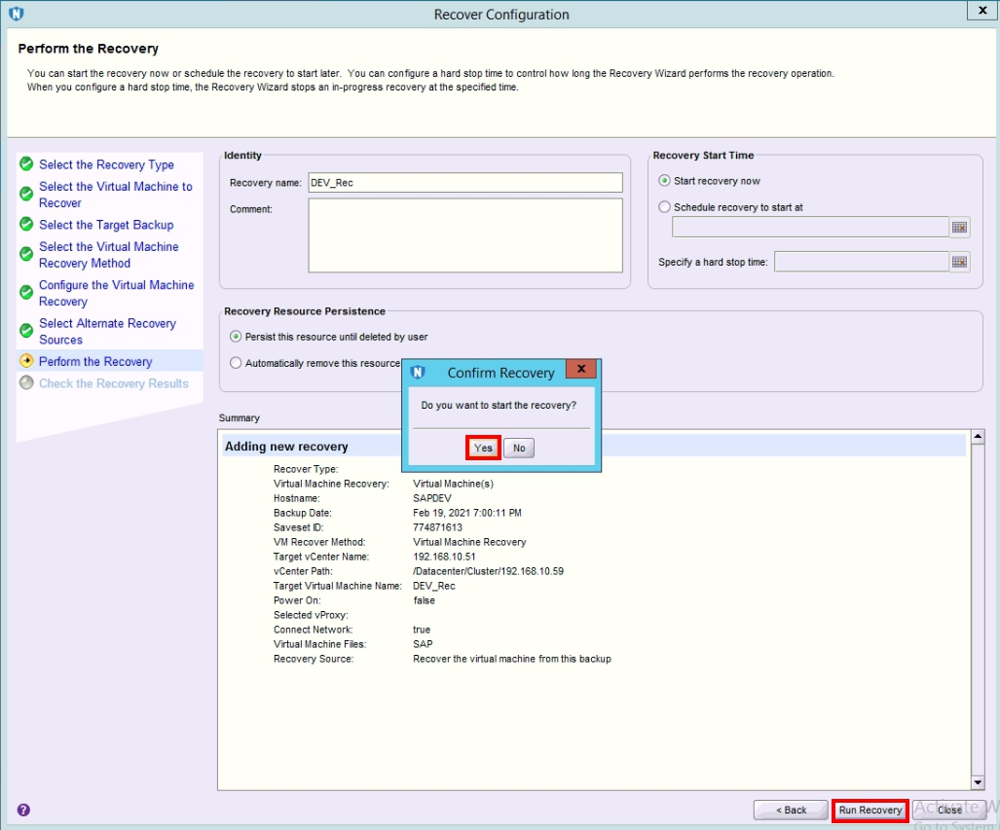 Recover Configuration
Perform the Recovery
You can start the recovery now or schedule the recovery to start later. You can configure a hard stop time to control how long the Recovery Wizard performs the recovery operation.
When you configure a hard stop time, the Recovery Wizard stops an in-progress recovery at the specified time.
Select the Recovery Type
Select the Virtual Machine to
Recover
Select the Target Backup
Select the Virtual Machine
Recovery Method
Configure the Virtual Machine
Recovery
Select Alternate Recovery
Sources
Perform the Recovery
Check the Recovery Results
Identity
Recovery name: DEV_Rec
Comment:
Recovery Start Time
Start recovery now
Schedule recovery to start at
Specify a hard stop time:
Recovery Resource Persistence
Persist this resource until deleted by user
Automatically remove this resource
Confirm Recovery
Do you want to start the recovery?
Yes No
Summary
Adding new recovery
Recover Type:
Virtual Machine Recovery: Virtual Machine(s)
Hostname: SAPDEV
Backup Date: Feb 19, 2021 7:00:11 PM
Saveset ID: 774871613
VM Recover Method: Virtual Machine Recovery
Target vCenter Name: 192.168.10.51
vCenter Path: /Datacenter/Cluster/192.168.10.59
Target Virtual Machine Name: DEV_Rec
Power On: false
Selected vProxy:
Connect Network: true
Virtual Machine Files: SAP
Recovery Source: Recover the virtual machine from this backup
< Back Run Recovery Close
Activate W
Go to System